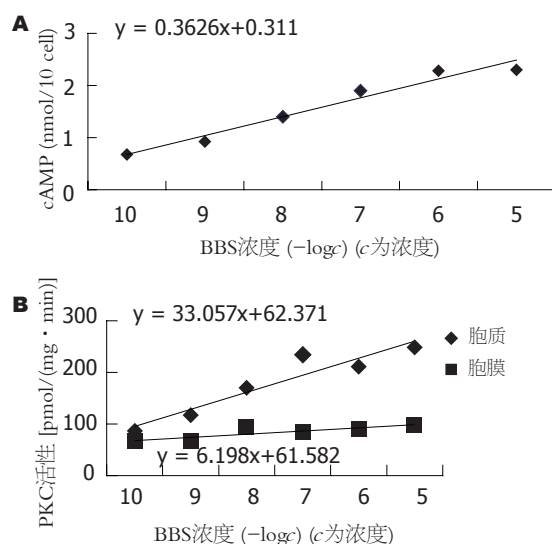 A
y = 0.3626x+0.311
cAMP (nmol/10 cell)
3
2
1
0
10 9 8 7 6 5
BBS浓度 (−logc) (c为浓度)
B
y = 33.057x+62.371
PKC活性 [pmol/(mg·min)]
300
200
100
0
胞质
胞膜
y = 6.198x+61.582
10 9 8 7 6 5
BBS浓度 (−logc) (c为浓度)